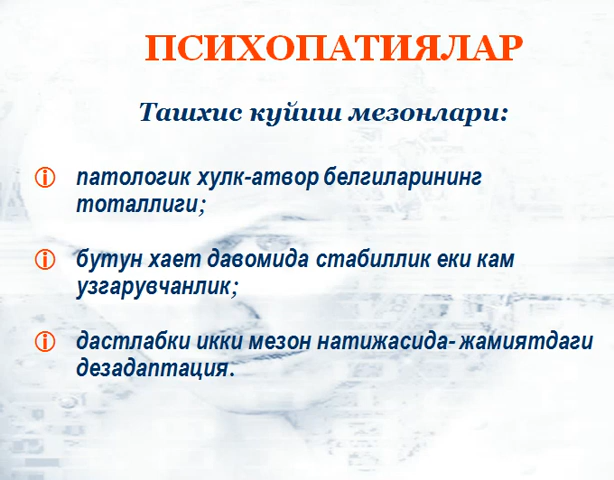 ПСИХОПАТИЯЛАР
Ташхис куйиш мезонлари:
патологик хулк-атвор белгиларининг
тоталлиги;
бутун хает давомида стабиллик еки кам
узгарувчанлик;
дастлабки икки мезон натижасида- жамиятдаги
дезадаптация.